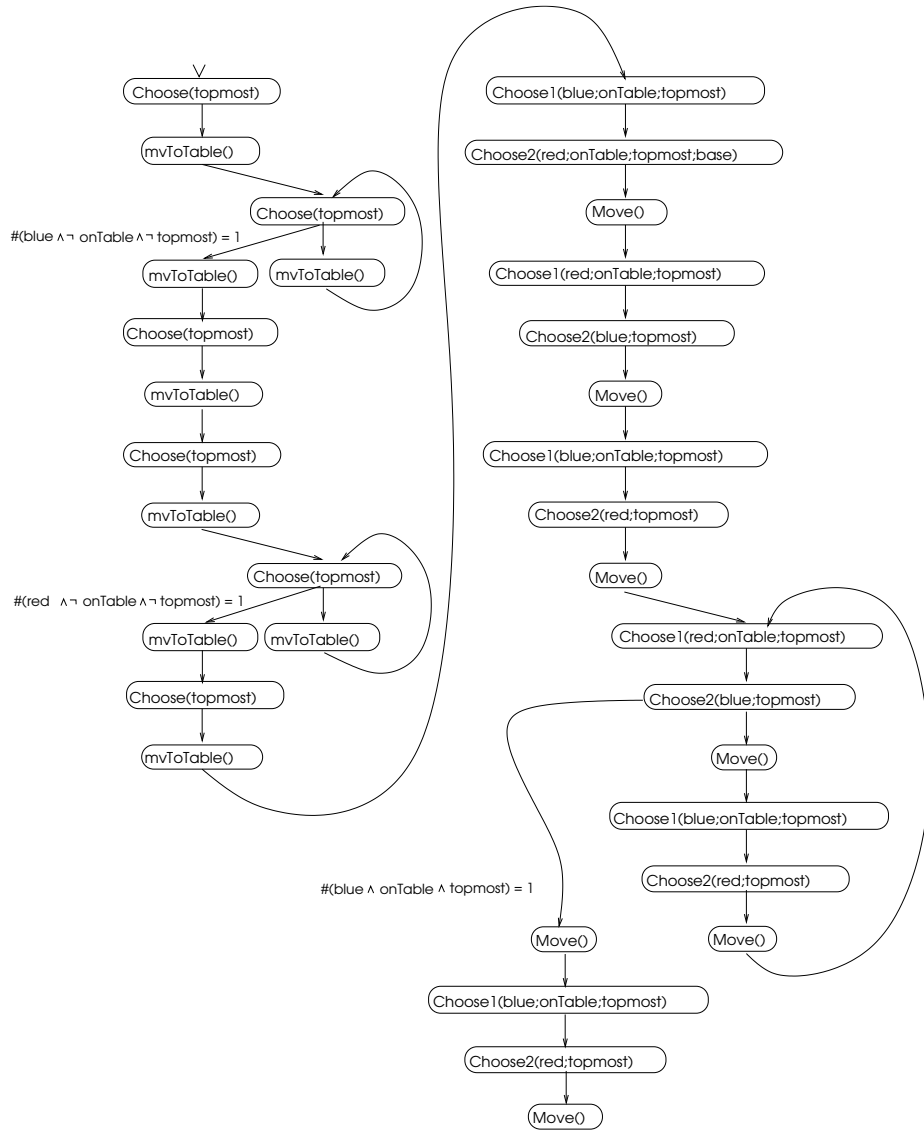 Choose(topmost)
mvToTable()
Choose(topmost)
#(blue ∧ ¬ onTable ∧ ¬ topmost) = 1
mvToTable()
mvToTable()
Choose(topmost)
mvToTable()
Choose(topmost)
mvToTable()
Choose(topmost)
#(red ∧ ¬ onTable ∧ ¬ topmost) = 1
mvToTable()
mvToTable()
Choose(topmost)
mvToTable()
Choose1(blue;onTable;topmost)
Choose2(red;onTable;topmost;base)
Move()
Choose1(red;onTable;topmost)
Choose2(blue;topmost)
Move()
Choose1(blue;onTable;topmost)
Choose2(red;topmost)
Move()
Choose1(red;onTable;topmost)
Choose2(blue;topmost)
Move()
Choose1(blue;onTable;topmost)
Choose2(red;topmost)
Move()
#(blue ∧ onTable ∧ topmost) = 1
Move()
Choose1(blue;onTable;topmost)
Choose2(red;topmost)
Move()